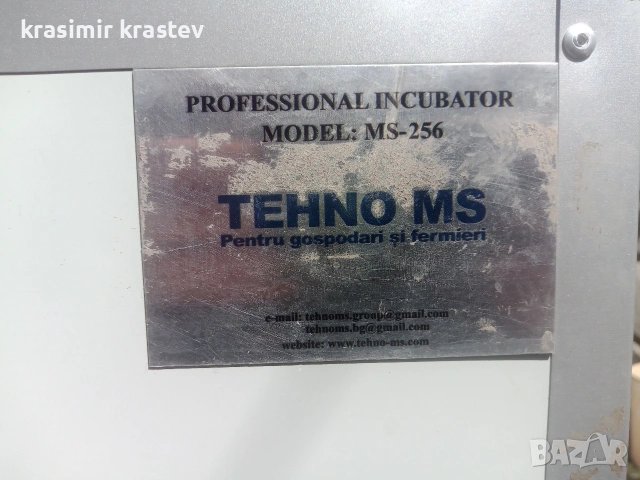 krasimir krastev
PROFESSIONAL INCUBATOR
MODEL: MS-256
TEHNO MS
Pentru gospodari și fermieri
e-mail: tehnoms.group@gmail.com
tehnoms.bg@gmail.com
website: www.tehno-ms.com
BAZAR